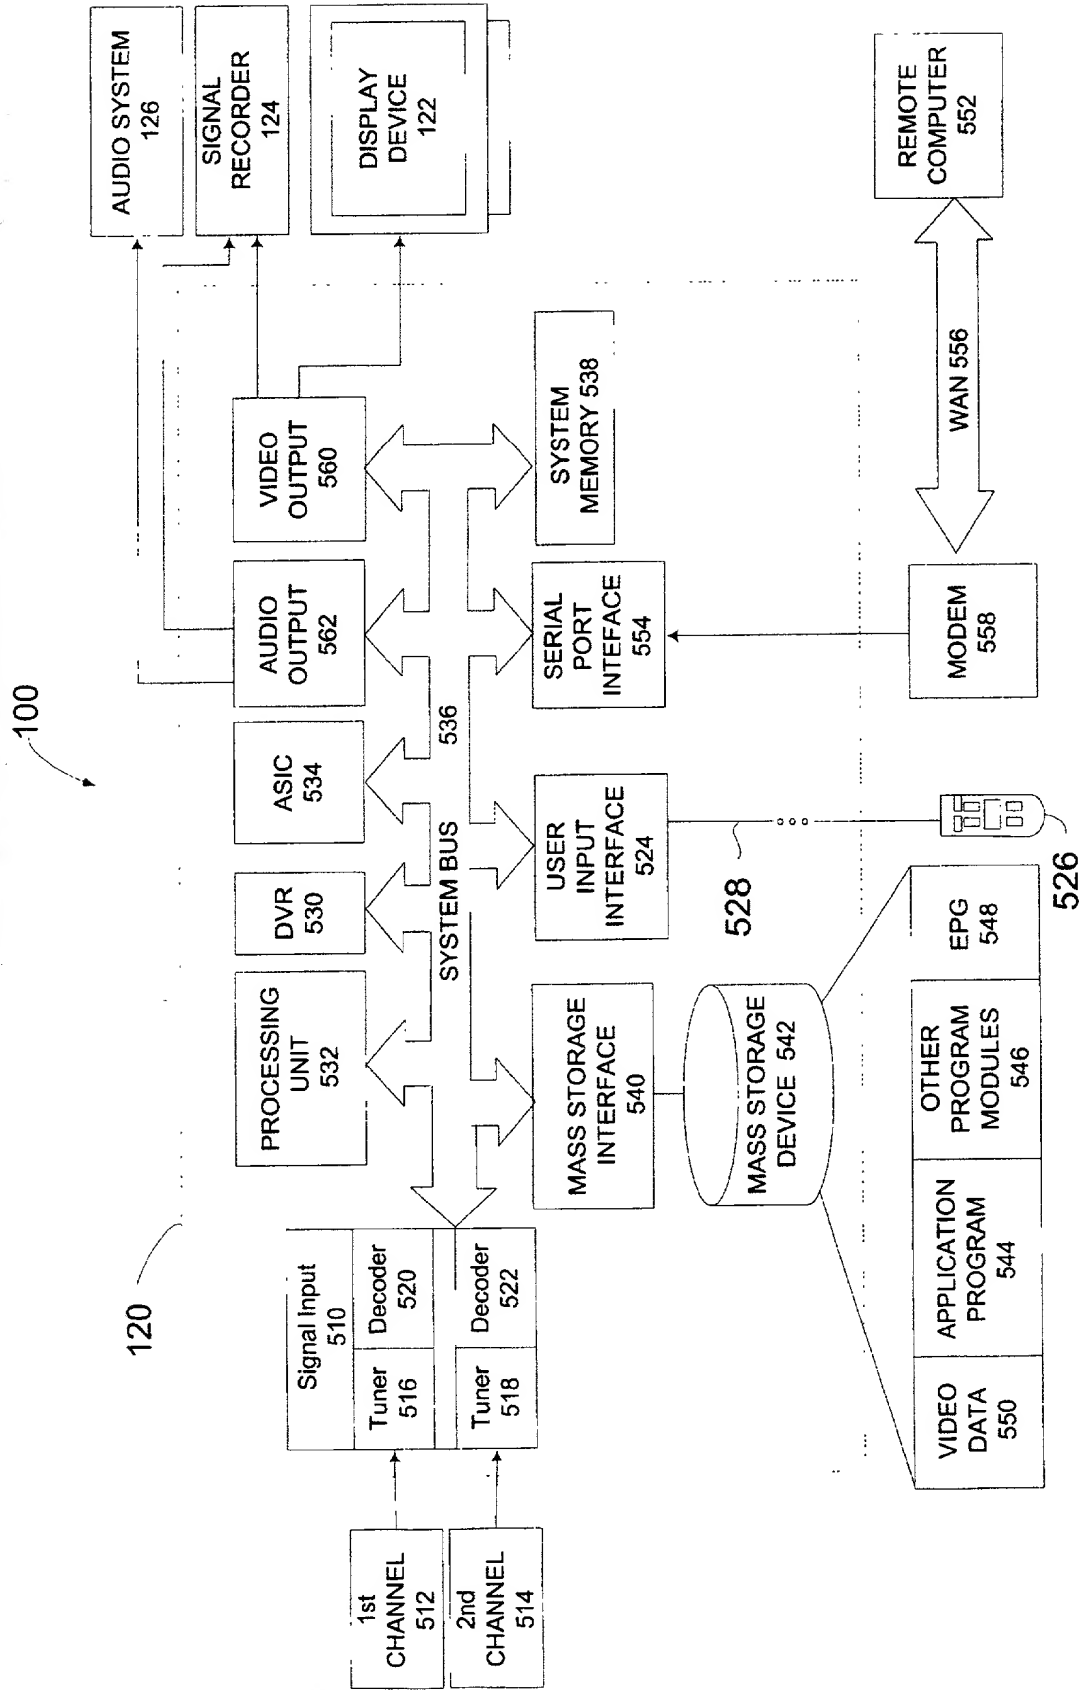 100
120
1st
CHANNEL
512
2nd
CHANNEL
514
Signal Input
510
Tuner
516
Decoder
520
Tuner
518
Decoder
522
PROCESSING
UNIT
532
DVR
530
ASIC
534
AUDIO
OUTPUT
562
VIDEO
OUTPUT
560
AUDIO SYSTEM
126
SIGNAL
RECORDER
124
DISPLAY
DEVICE
122
SYSTEM BUS
536
MASS STORAGE
INTERFACE
540
USER
INPUT
INTERFACE
524
SERIAL
PORT
INTEFACE
554
SYSTEM
MEMORY 538
MASS STORAGE
DEVICE 542
528
526
VIDEO
DATA
550
APPLICATION
PROGRAM
544
OTHER
PROGRAM
MODULES
546
EPG
548
MODEM
558
WAN 556
REMOTE
COMPUTER
552